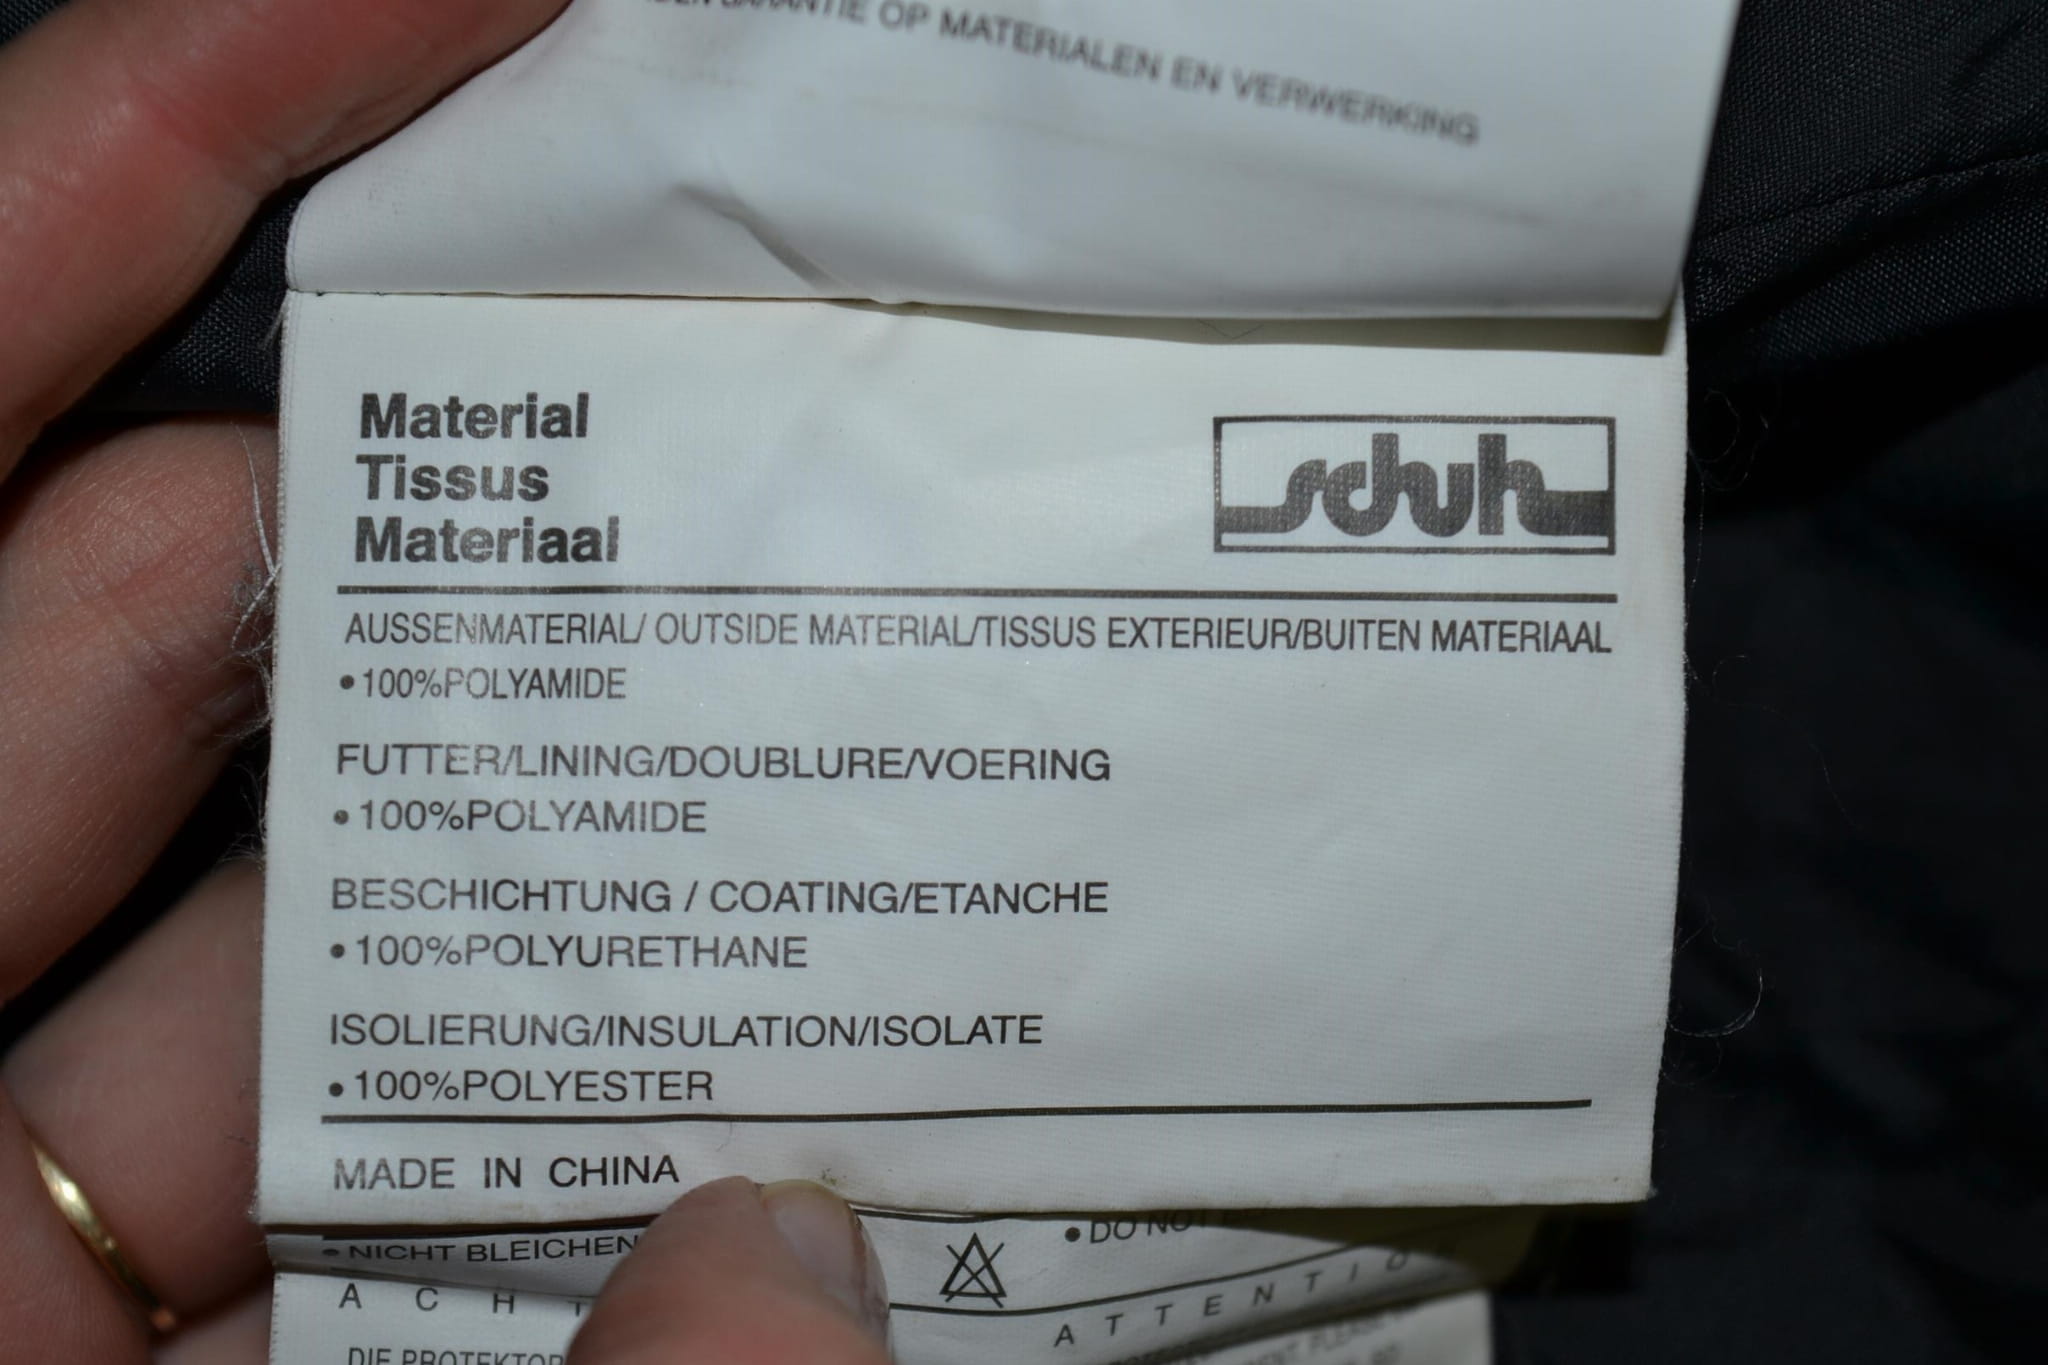 GARANTIE OP MATERIALEN EN VERWERKING
Material
Tissus
Materiaal
schuh
AUSSENMATERIAL/ OUTSIDE MATERIAL/TISSUS EXTERIEUR/BUITEN MATERIAAL
•100%POLYAMIDE
FUTTER/LINING/DOUBLURE/VOERING
•100%POLYAMIDE
BESCHICHTUNG / COATING/ETANCHE
•100%POLYURETHANE
ISOLIERUNG/INSULATION/ISOLATE
•100%POLYESTER
MADE IN CHINA
•NICHT BLEICHEN
•DO NOT
A C H T
A T T E N T I O
DIE PROTEKTOR